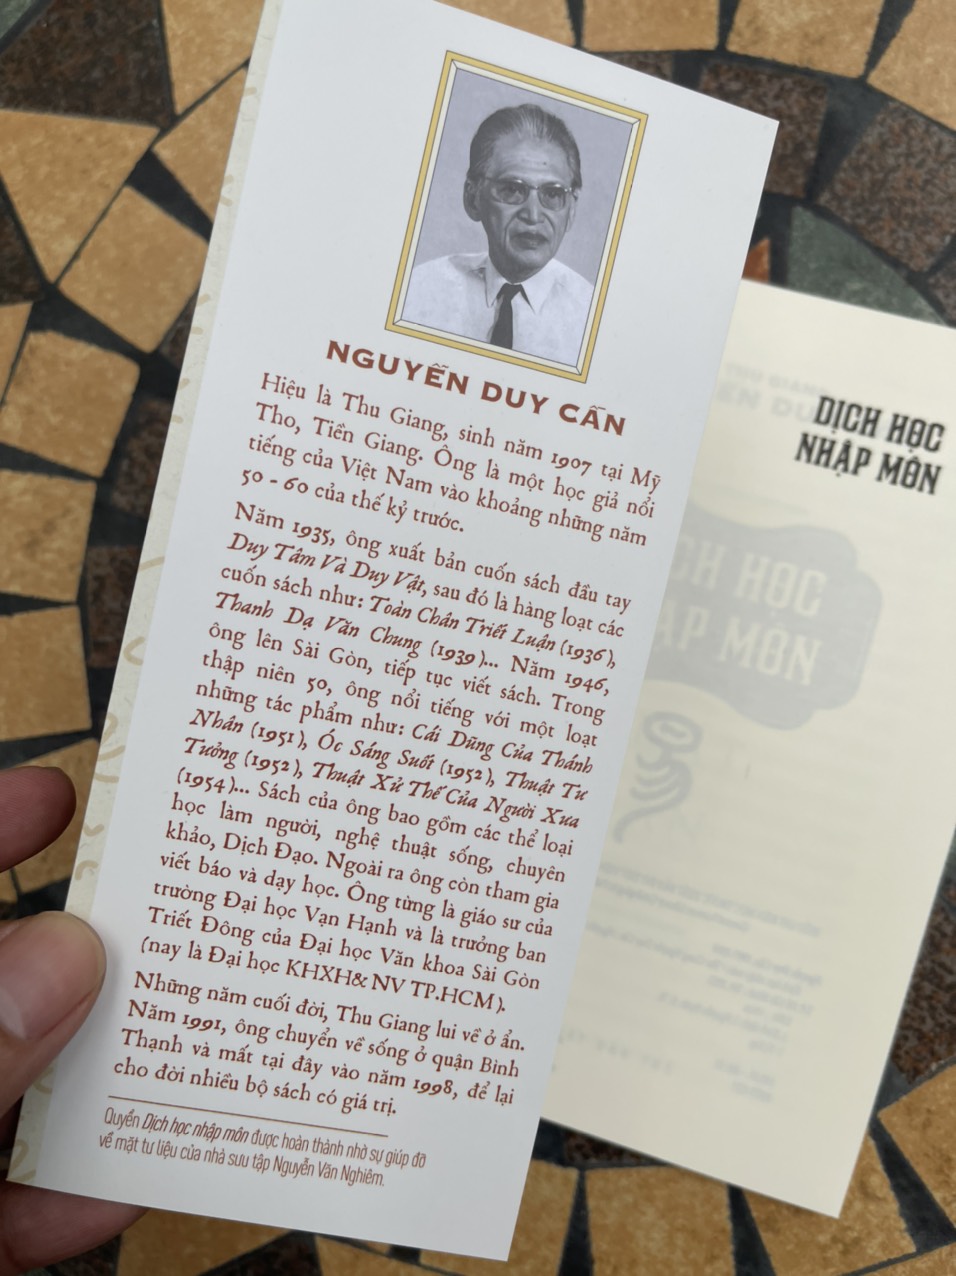 NGUYỄN DUY CẦN
Hiệu là Thu Giang, sinh năm 1907 tại Mỹ
Tho, Tiền Giang. Ông là một học giả nổi
tiếng của Việt Nam vào khoảng những năm
50 - 60 của thế kỷ trước.
Năm 1935, ông xuất bản cuốn sách đầu tay
Duy Tâm Và Duy Vật, sau đó là hàng loạt các
cuốn sách như: Toàn Chân Triết Luận (1936),
Thanh Dạ Văn Chung (1939)... Năm 1946,
ông lên Sài Gòn, tiếp tục viết sách. Trong
thập niên 50, ông nổi tiếng với một loạt
những tác phẩm như: Cái Dũng Của Thánh
Nhân (1951), Óc Sáng Suốt (1952), Thuật Tư
Tưởng (1952), Thuật Xử Thế Của Người Xưa
(1954)... Sách của ông bao gồm các thể loại
học làm người, nghệ thuật sống, chuyên
khảo, Dịch Đạo. Ngoài ra ông còn tham gia
viết báo và dạy học. Ông từng là giáo sư của
trường Đại học Vạn Hạnh và là trưởng ban
Triết Đông của Đại học Văn khoa Sài Gòn
(nay là Đại học KHXH& NV TP.HCM).
Những năm cuối đời, Thu Giang lui về ở ẩn.
Năm 1991, ông chuyển về sống ở quận Bình
Thạnh và mất tại đây vào năm 1998, để lại
cho đời nhiều bộ sách có giá trị.
Quyển Dịch học nhập môn được hoàn thành nhờ sự giúp đỡ
về mặt tư liệu của nhà sưu tập Nguyễn Văn Nghiêm.
DỊCH HỌC
NHẬP MÔN